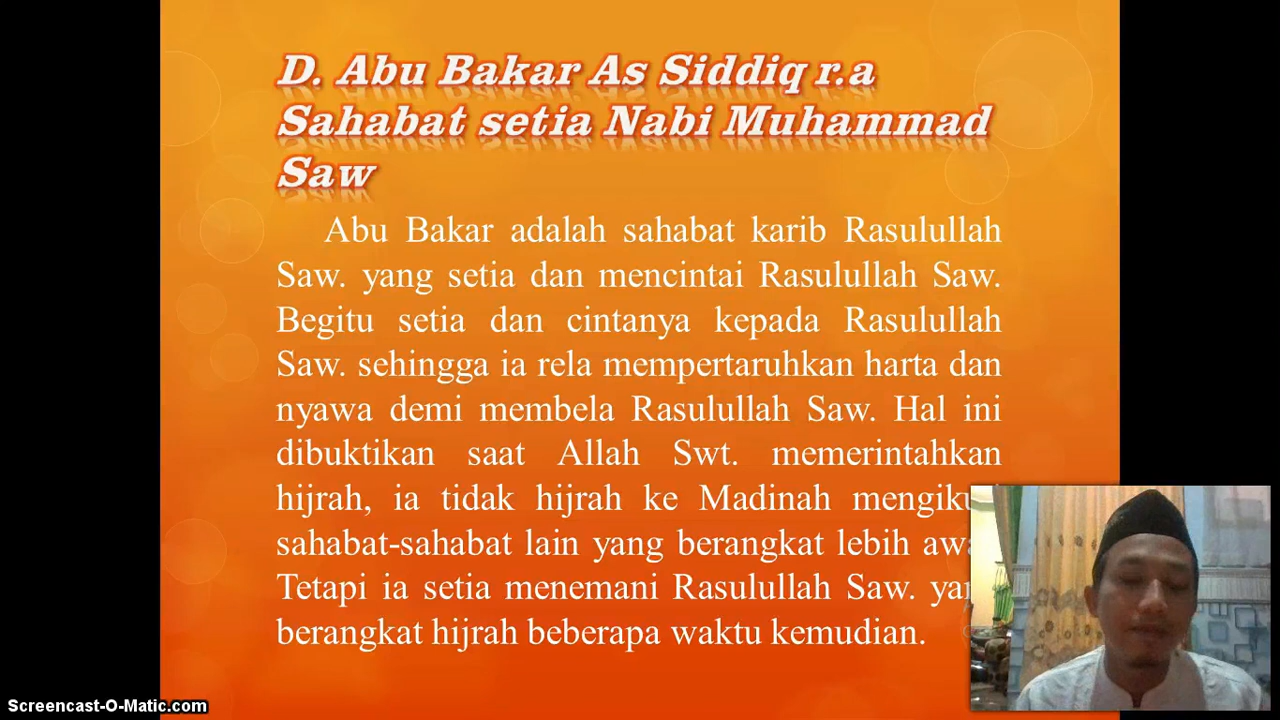 D. Abu Bakar As Siddiq r.a
Sahabat setia Nabi Muhammad
Saw
Abu Bakar adalah sahabat karib Rasulullah
Saw. yang setia dan mencintai Rasulullah Saw.
Begitu setia dan cintanya kepada Rasulullah
Saw. sehingga ia rela mempertaruhkan harta dan
nyawa demi membela Rasulullah Saw. Hal ini
dibuktikan saat Allah Swt. memerintahkan
hijrah, ia tidak hijrah ke Madinah
sahabat-sahabat lain yang berangkat lebih
Tetapi ia setia menemani Rasulullah Saw.
berangkat hijrah beberapa waktu kemudian.
Screencast-O-Matic.com